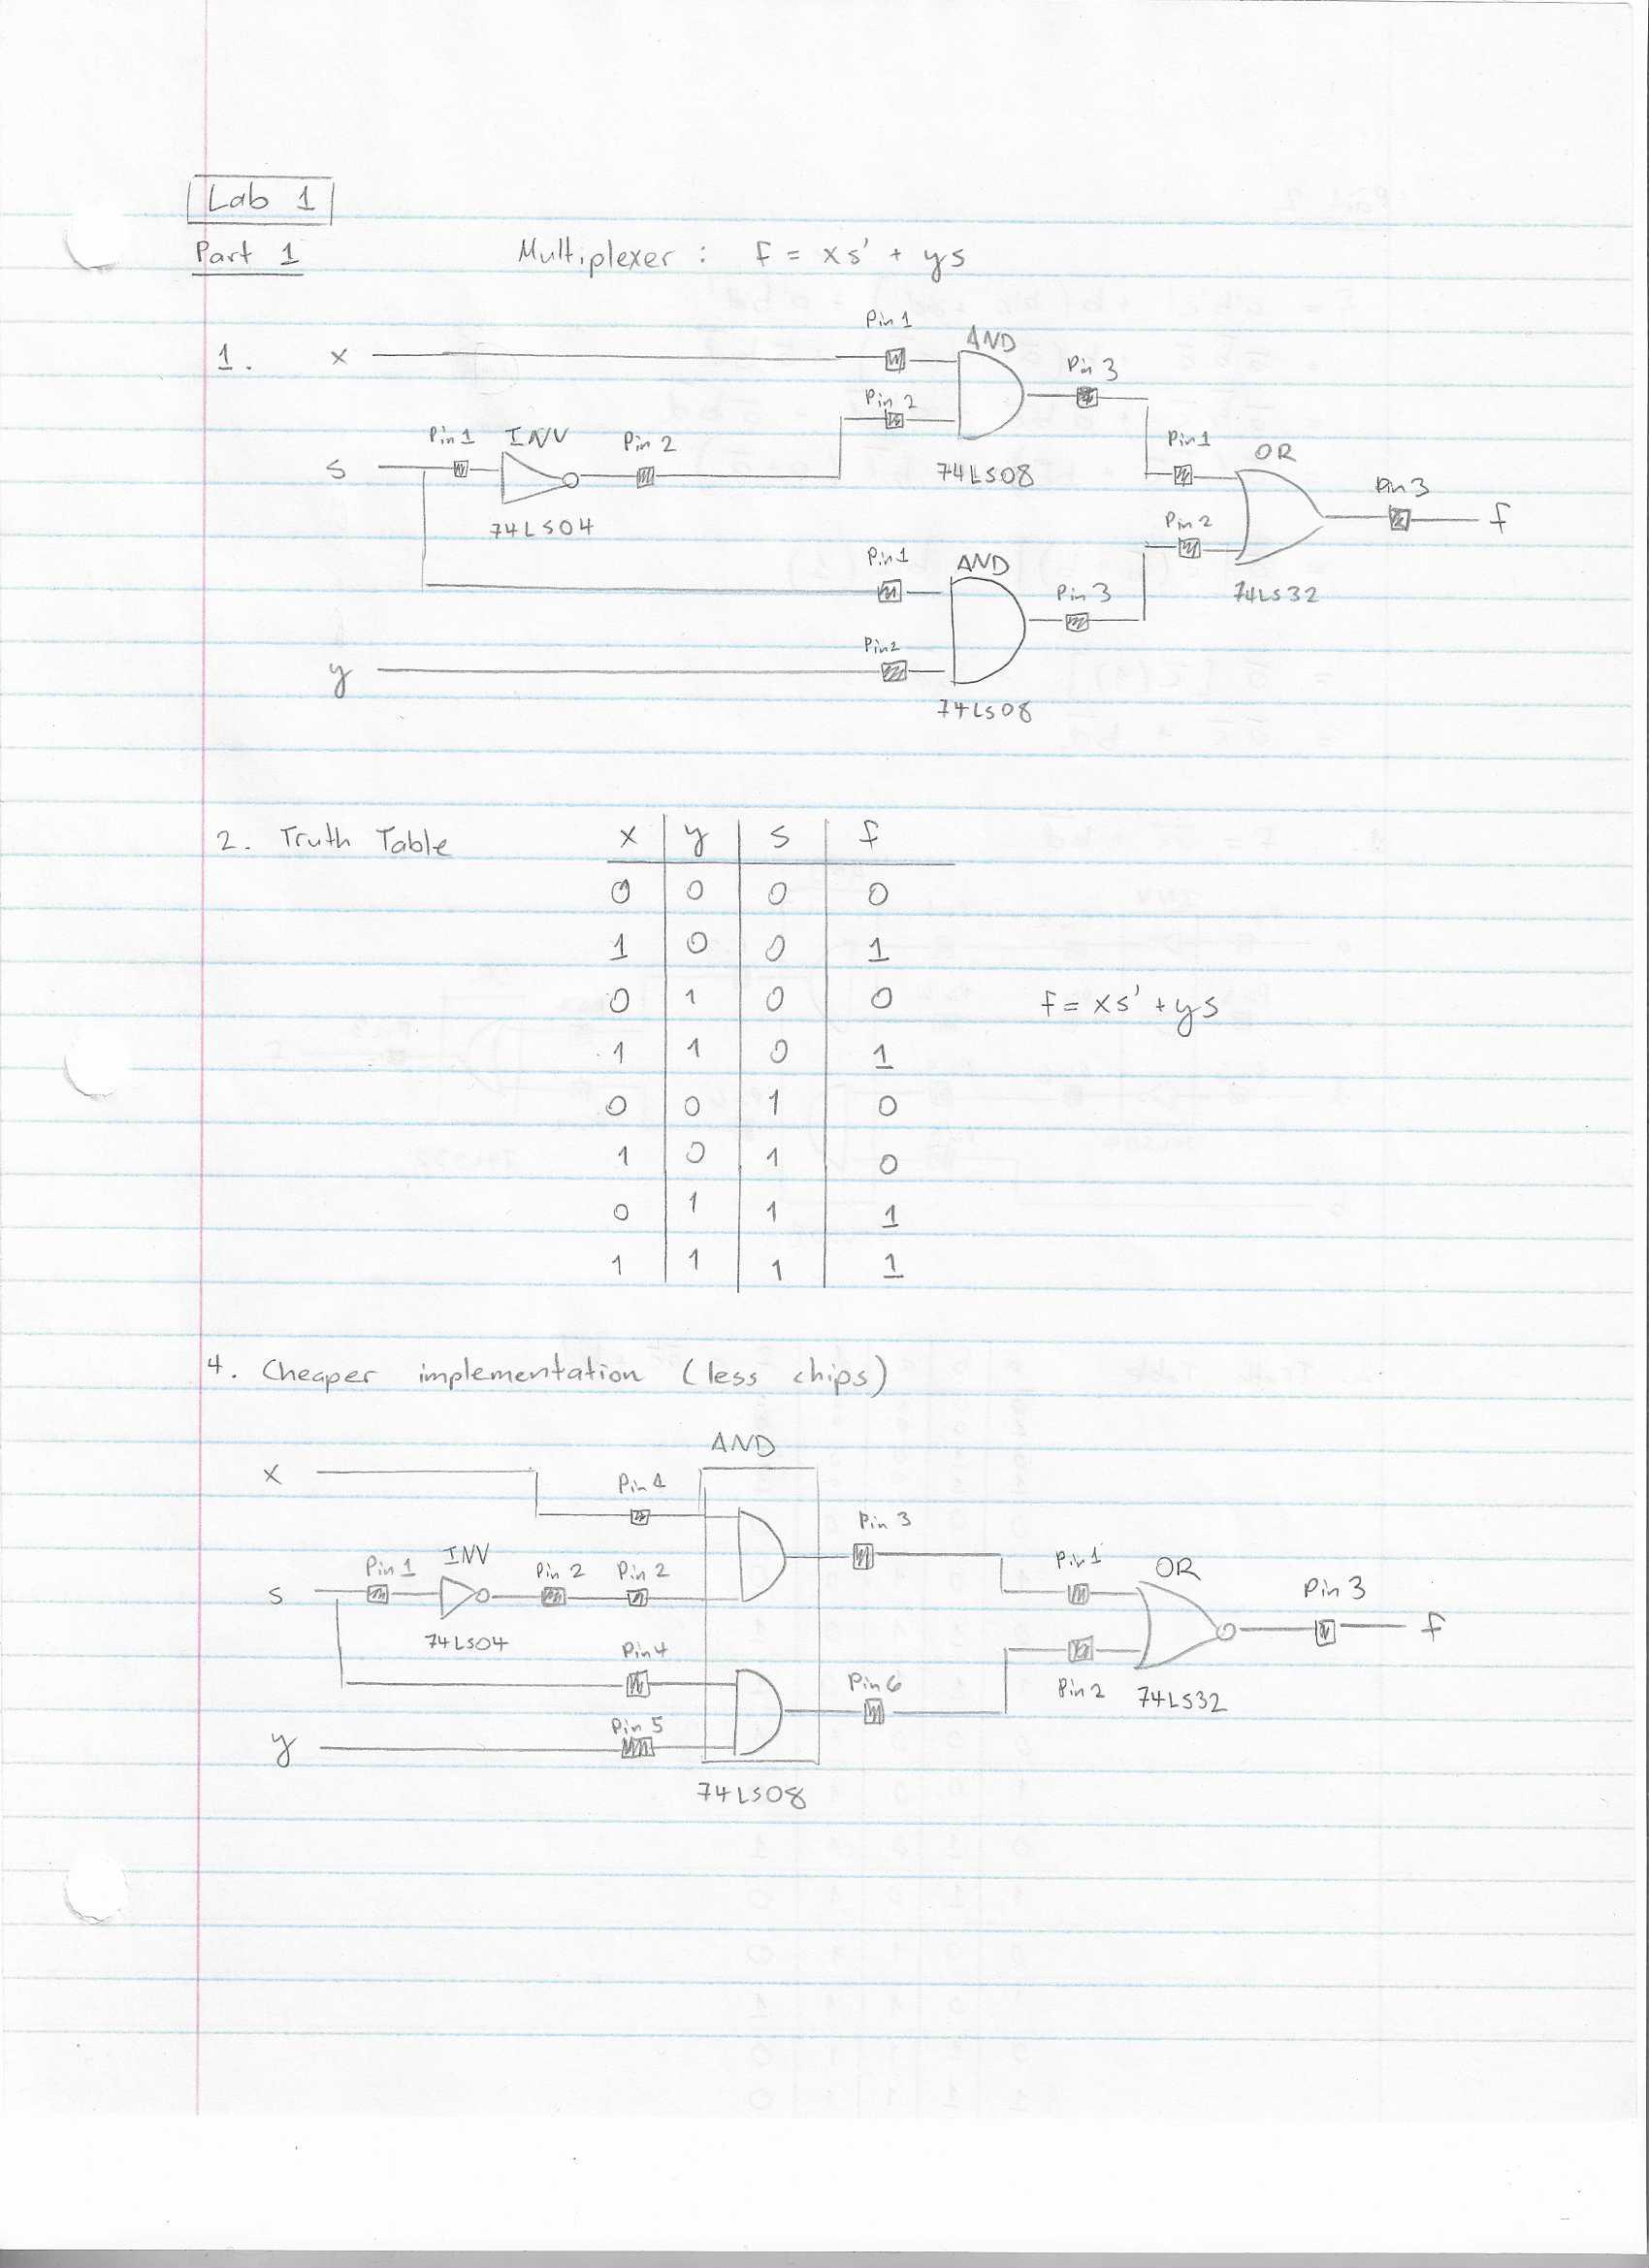 Lab 1
Part 1 Multiplexer : f = xs' + ys
1. x Pin 1 AND Pin 3
Pin 2
s Pin 1 INV Pin 2 74LS08 Pin 1 OR Pin 3 f
74LS04 Pin 2
Pin 1 AND Pin 3 74LS32
y Pin 2
74LS08
2. Truth Table x y s f
0 0 0 0
1 0 0 1
0 1 0 0 f = xs' + ys
1 1 0 1
0 0 1 0
1 0 1 0
0 1 1 1
1 1 1 1
4. Cheaper implementation (less chips)
AND
x Pin 1 Pin 3
s Pin 1 INV Pin 2 Pin 2 Pin 1 OR Pin 3 f
74LS04 Pin 4 Pin 6 Pin 2 74LS32
y Pin 5
74LS08